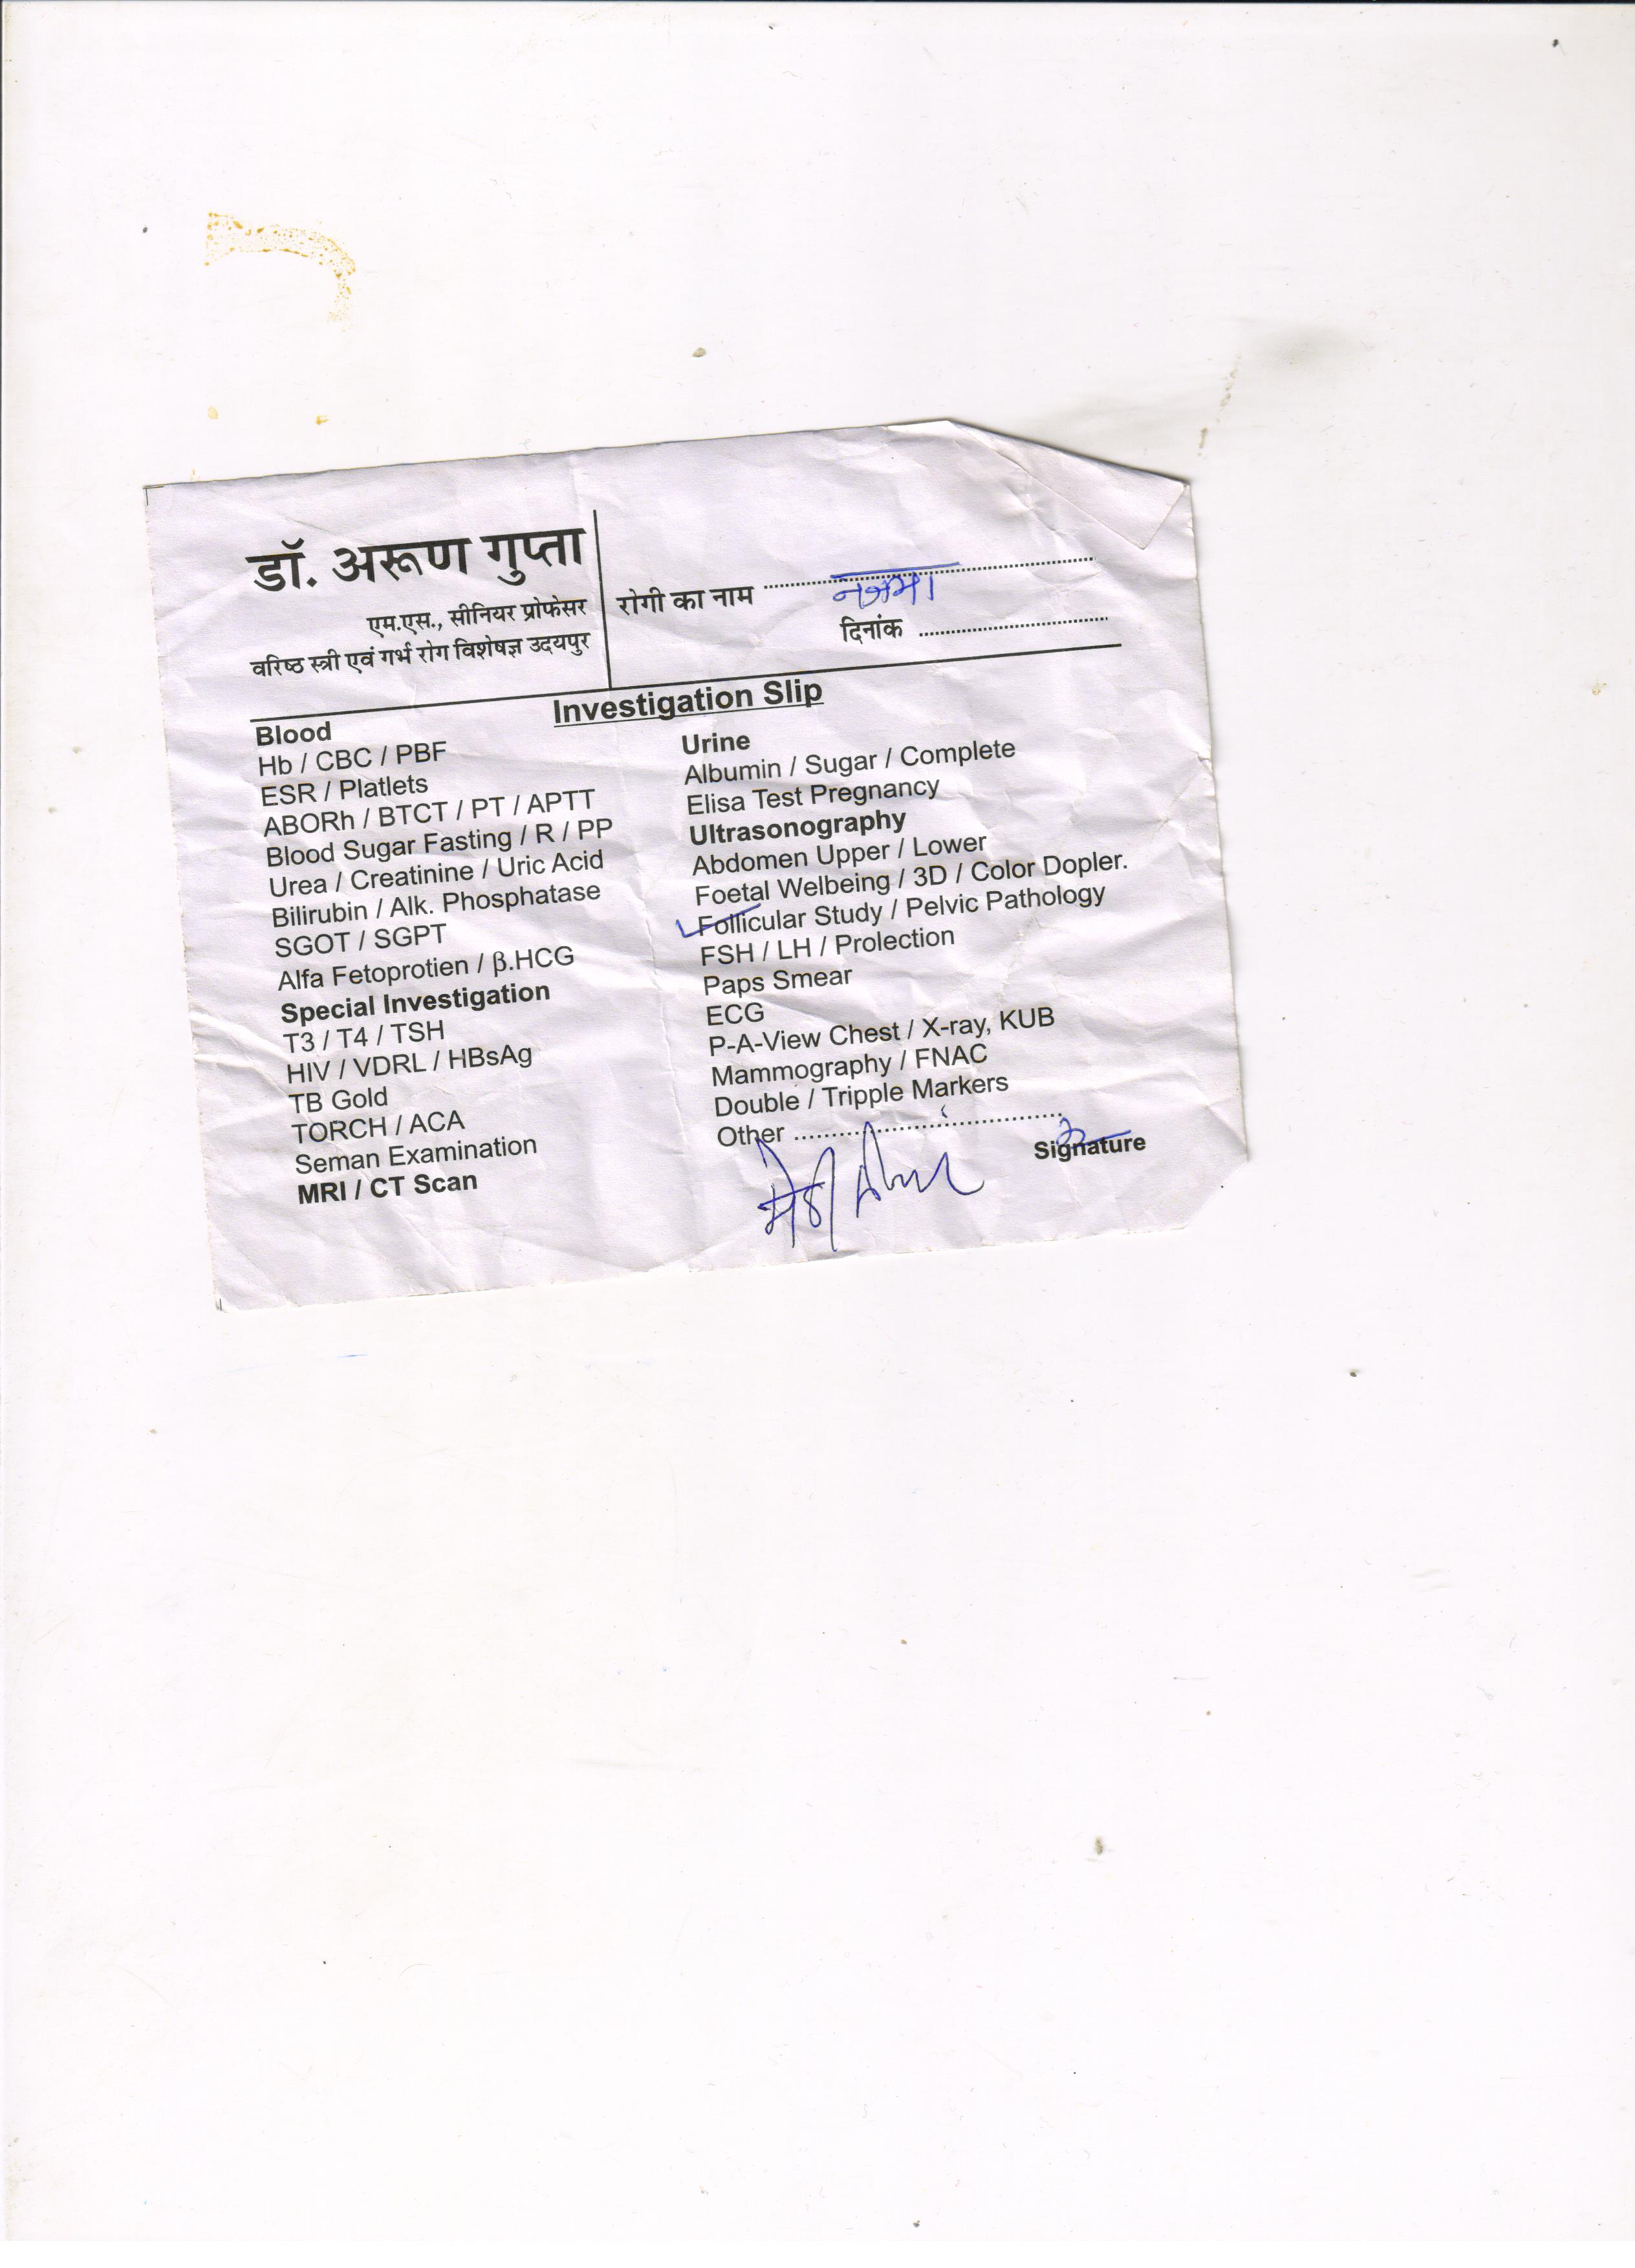 डॉ. अरूण गुप्ता
एम.एस., सीनियर प्रोफेसर
वरिष्ठ स्त्री एवं गर्भ रोग विशेषज्ञ उदयपुर
रोगी का नाम नजमा
दिनांक
Investigation Slip
Blood
Hb / CBC / PBF
ESR / Platlets
ABORh / BTCT / PT / APTT
Blood Sugar Fasting / R / PP
Urea / Creatinine / Uric Acid
Bilirubin / Alk. Phosphatase
SGOT / SGPT
Alfa Fetoprotien / β.HCG
Special Investigation
T3 / T4 / TSH
HIV / VDRL / HBsAg
TB Gold
TORCH / ACA
Seman Examination
MRI / CT Scan
Urine
Albumin / Sugar / Complete
Elisa Test Pregnancy
Ultrasonography
Abdomen Upper / Lower
Foetal Welbeing / 3D / Color Dopler.
Follicular Study / Pelvic Pathology
FSH / LH / Prolection
Paps Smear
ECG
P-A-View Chest / X-ray, KUB
Mammography / FNAC
Double / Tripple Markers
Other
Signature